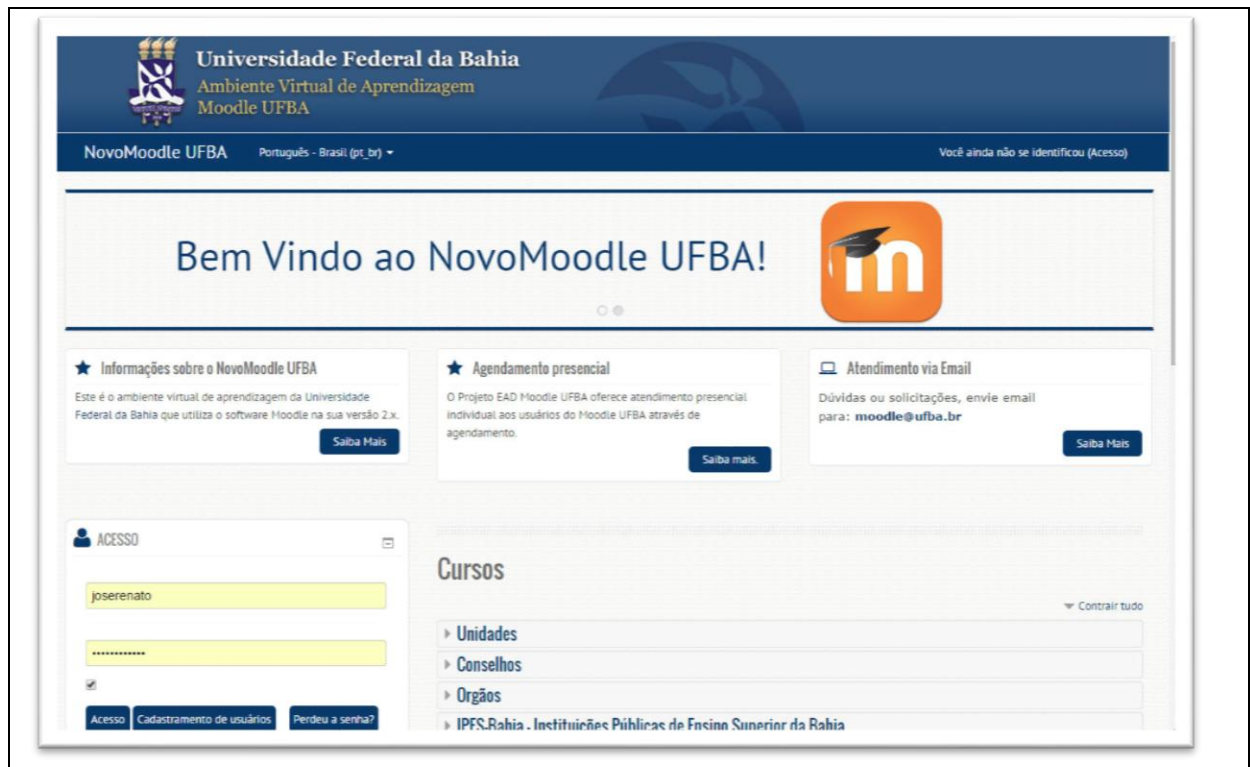 Universidade Federal da Bahia
Ambiente Virtual de Aprendizagem
Moodle UFBA
NovoMoodle UFBA
Português - Brasil (pt_br)
Você ainda não se identificou (Acesso)
Bem Vindo ao NovoMoodle UFBA!
m
Informações sobre o NovoMoodle UFBA
Este é o ambiente virtual de aprendizagem da Universidade
Federal da Bahia que utiliza o software Moodle na sua versão 2.x.
Saiba Mais
Agendamento presencial
O Projeto EAD Moodle UFBA oferece atendimento presencial
individual aos usuários do Moodle UFBA através de
agendamento.
Saiba mais.
Atendimento via Email
Dúvidas ou solicitações, envie email
para: moodle@ufba.br
Saiba Mais
ACESSO
joserenato
••••••••••••
Acesso Cadastramento de usuários Perdeu a senha?
Cursos
Contrair tudo
Unidades
Conselhos
Orgãos
IPES-Bahia - Instituições Públicas de Ensino Superior da Bahia